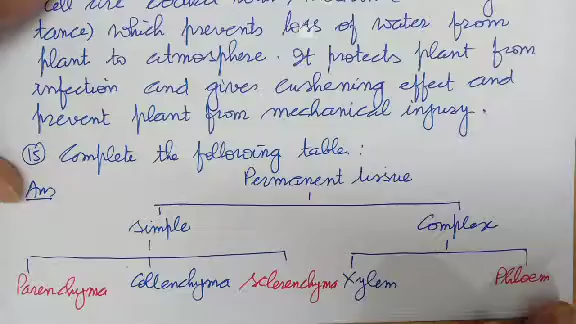 tance) which prevents loss of water from
plant to atmosphere. It protects plant from
infection and gives cushening effect and
prevent plant from mechanical injury.
15 Complete the following table:
Ans
Permanent tissue
Simple Complex
Parenchyma Collenchyma Sclerenchyma Xylem Phloem